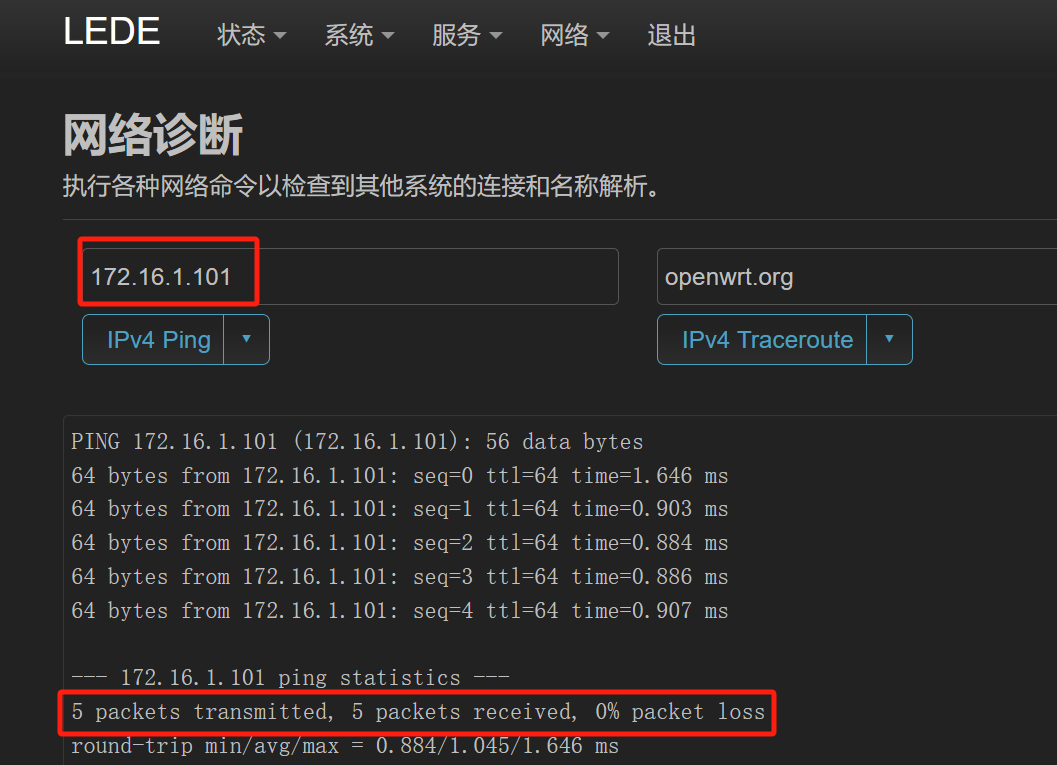 LEDE 状态 系统 服务 网络 退出
网络诊断
执行各种网络命令以检查到其他系统的连接和名称解析。
172.16.1.101 openwrt.org
IPv4 Ping IPv4 Traceroute
PING 172.16.1.101 (172.16.1.101): 56 data bytes
64 bytes from 172.16.1.101: seq=0 ttl=64 time=1.646 ms
64 bytes from 172.16.1.101: seq=1 ttl=64 time=0.903 ms
64 bytes from 172.16.1.101: seq=2 ttl=64 time=0.884 ms
64 bytes from 172.16.1.101: seq=3 ttl=64 time=0.886 ms
64 bytes from 172.16.1.101: seq=4 ttl=64 time=0.907 ms
--- 172.16.1.101 ping statistics ---
5 packets transmitted, 5 packets received, 0% packet loss
round-trip min/avg/max = 0.884/1.045/1.646 ms